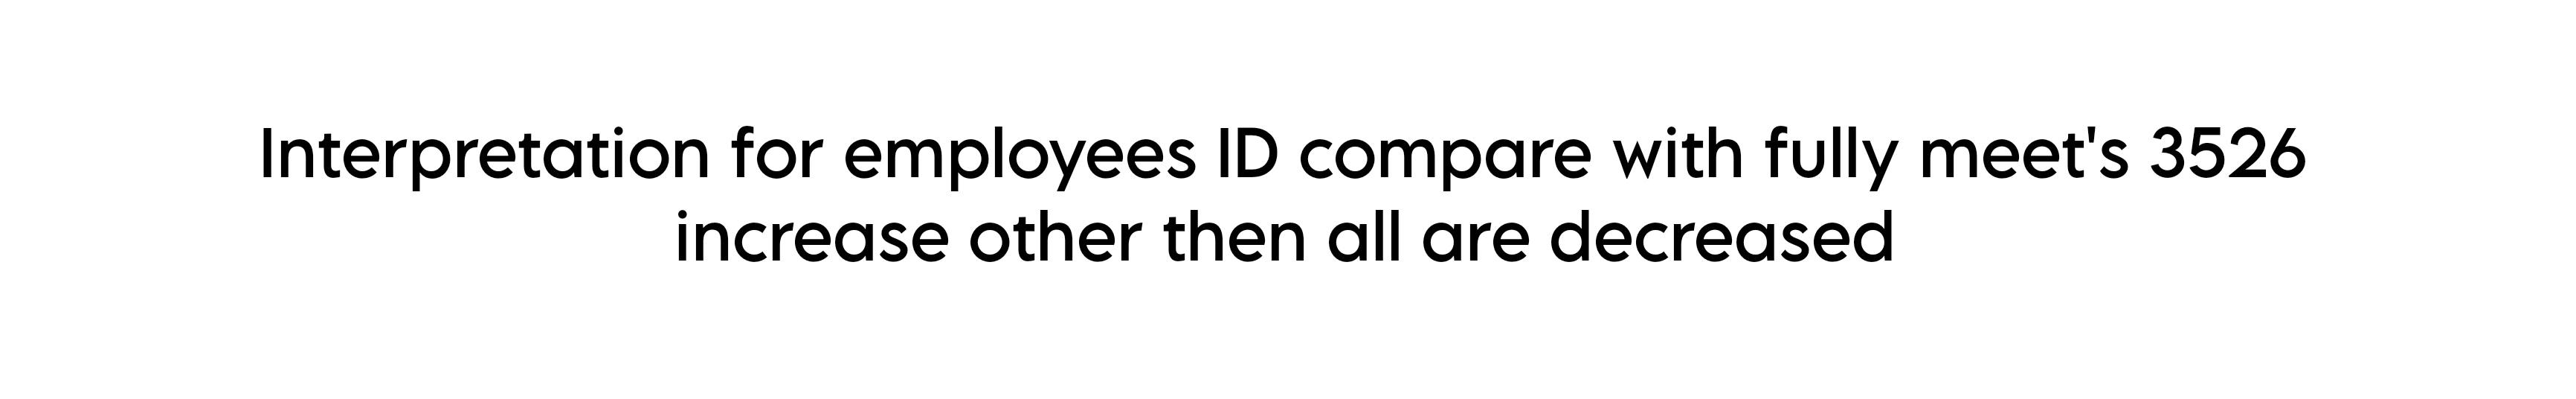 Interpretation for employees ID compare with fully meet's 3526
increase other then all are decreased